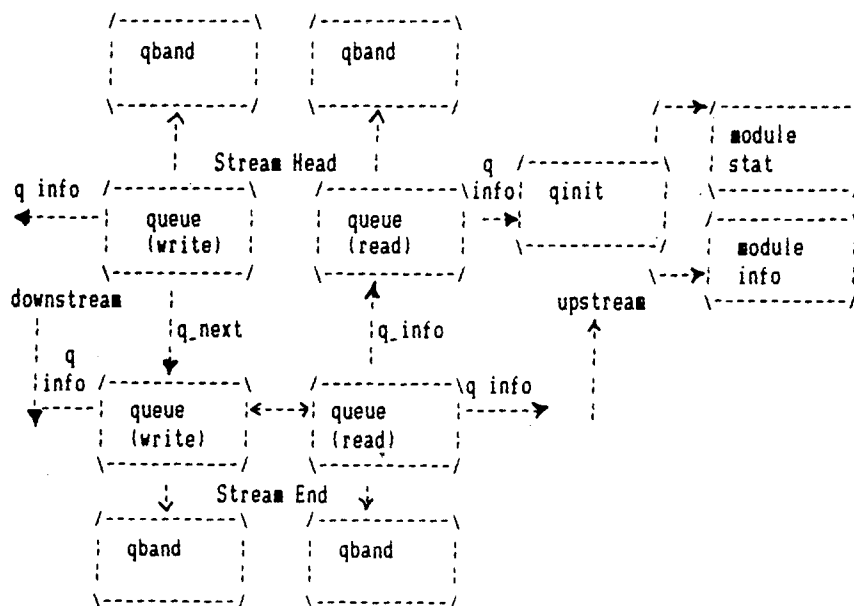 qband
qband
module
stat
Stream Head
q
info
qinit
q info
queue
(write)
queue
(read)
module
info
downstream
upstream
q_next
q_info
q
info
q info
queue
(write)
queue
(read)
Stream End
qband
qband